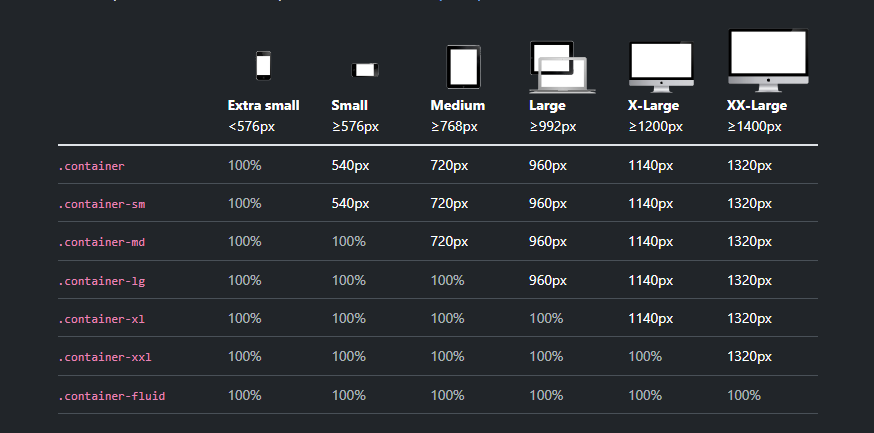 Extra small Small Medium Large X-Large XX-Large
<576px ≥576px ≥768px ≥992px ≥1200px ≥1400px
.container 100% 540px 720px 960px 1140px 1320px
.container-sm 100% 540px 720px 960px 1140px 1320px
.container-md 100% 100% 720px 960px 1140px 1320px
.container-lg 100% 100% 100% 960px 1140px 1320px
.container-xl 100% 100% 100% 100% 1140px 1320px
.container-xxl 100% 100% 100% 100% 100% 1320px
.container-fluid 100% 100% 100% 100% 100% 100%